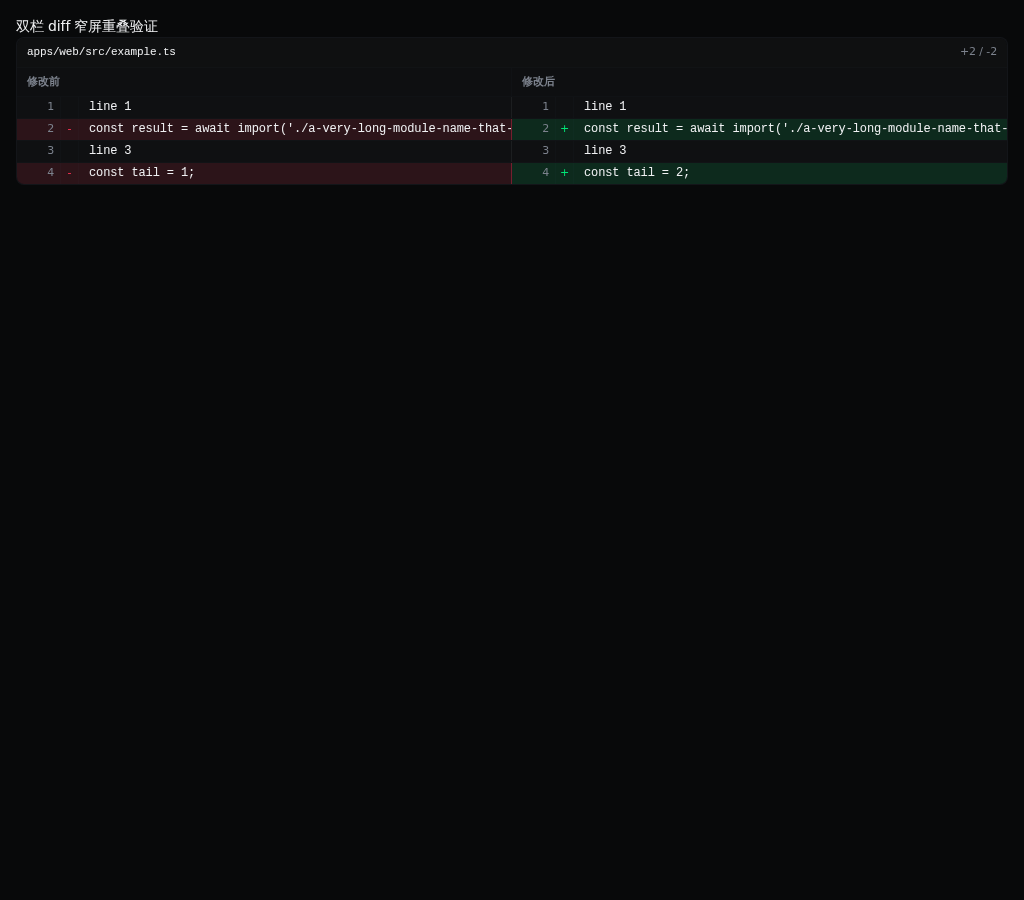 双栏 diff 窄屏重叠验证
apps/web/src/example.ts +2 / -2
修改前 修改后
1 line 1 1 line 1
2 - const result = await import('./a-very-long-module-name-that- 2 + const result = await import('./a-very-long-module-name-that-
3 line 3 3 line 3
4 - const tail = 1; 4 + const tail = 2;